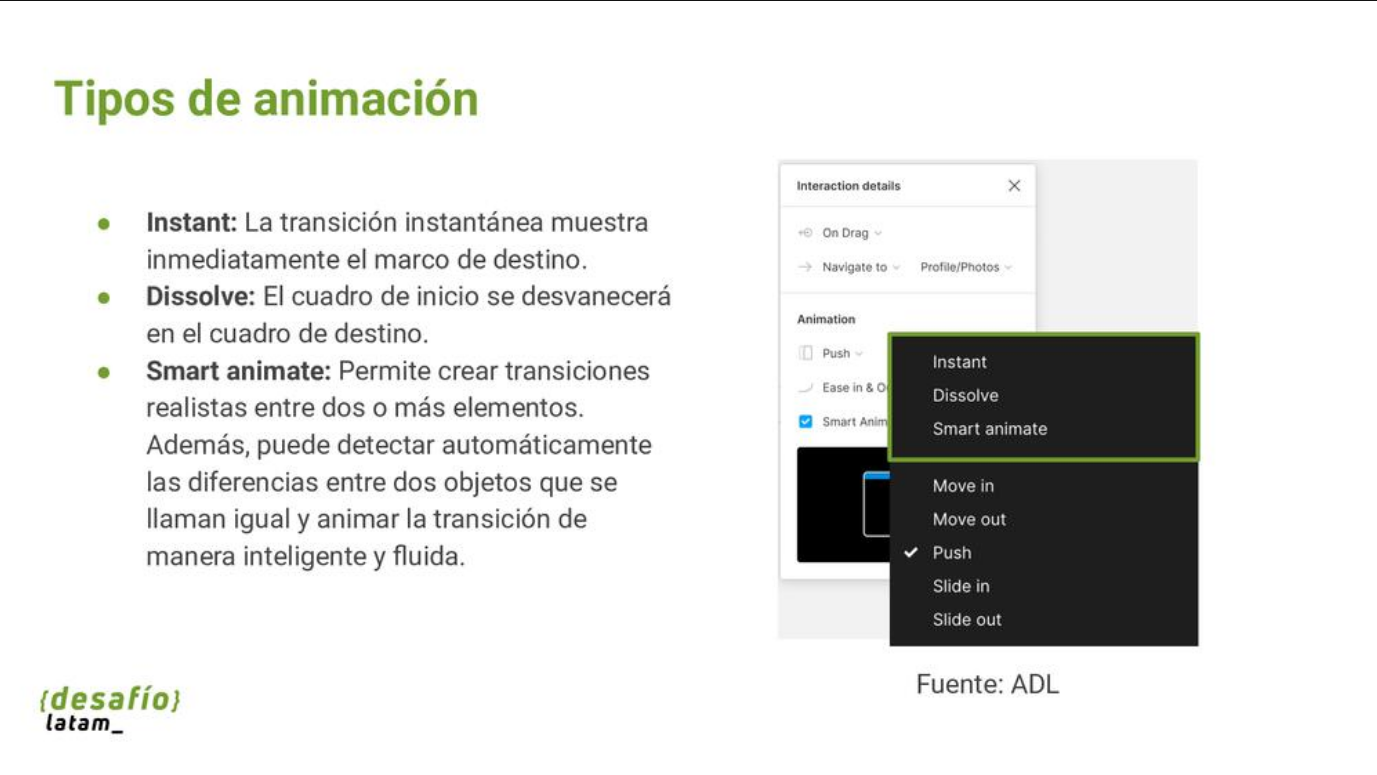 Tipos de animación
● Instant: La transición instantánea muestra
inmediatamente el marco de destino.
● Dissolve: El cuadro de inicio se desvanecerá
en el cuadro de destino.
● Smart animate: Permite crear transiciones
realistas entre dos o más elementos.
Además, puede detectar automáticamente
las diferencias entre dos objetos que se
llaman igual y animar la transición de
manera inteligente y fluida.
Interaction details
On Drag
Navigate to Profile/Photos
Animation
Push
Ease in &
Smart Anim
Instant
Dissolve
Smart animate
Move in
Move out
Push
Slide in
Slide out
Fuente: ADL
{desafío}
latam_